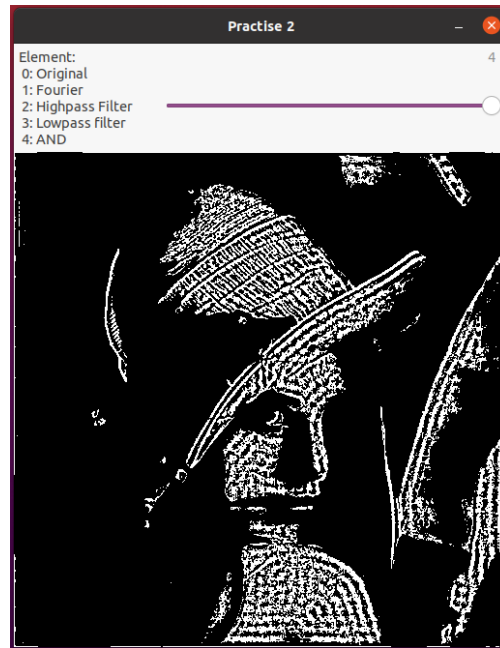 Practise 2
Element: 4
0: Original
1: Fourier
2: Highpass Filter
3: Lowpass filter
4: AND